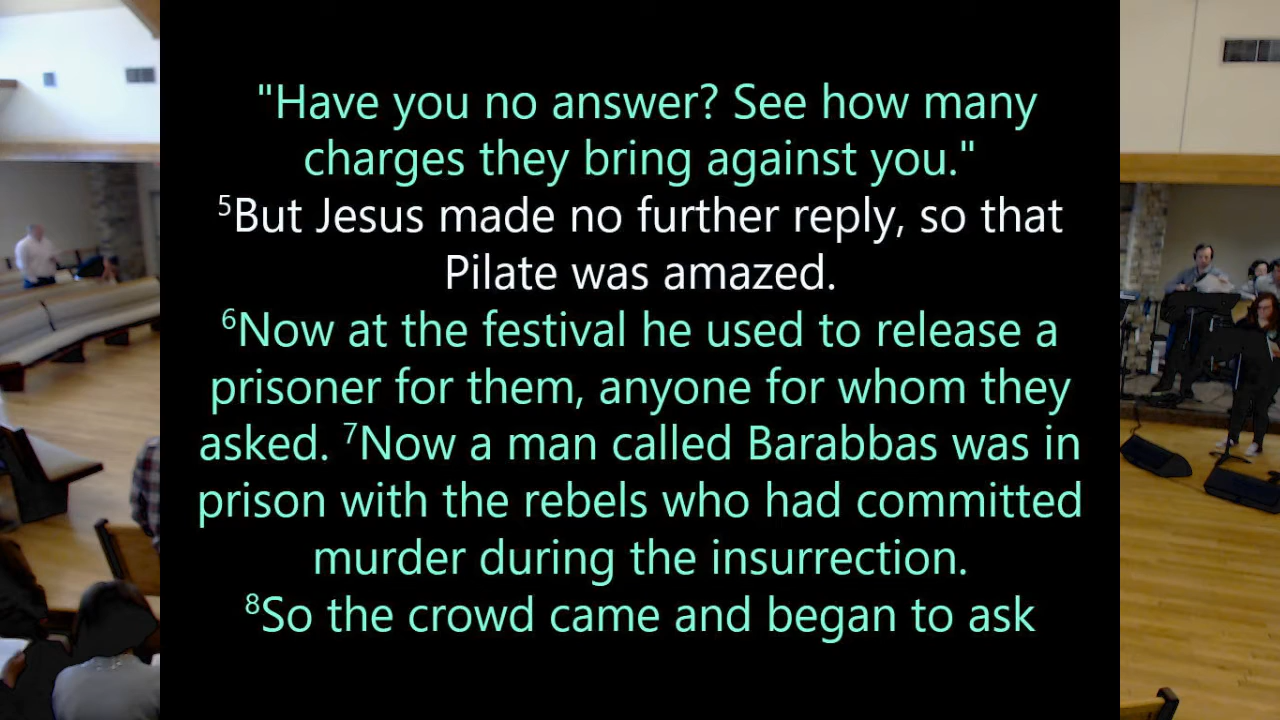 "Have you no answer? See how many
charges they bring against you."
⁵But Jesus made no further reply, so that
Pilate was amazed.
⁶Now at the festival he used to release a
prisoner for them, anyone for whom they
asked. ⁷Now a man called Barabbas was in
prison with the rebels who had committed
murder during the insurrection.
⁸So the crowd came and began to ask